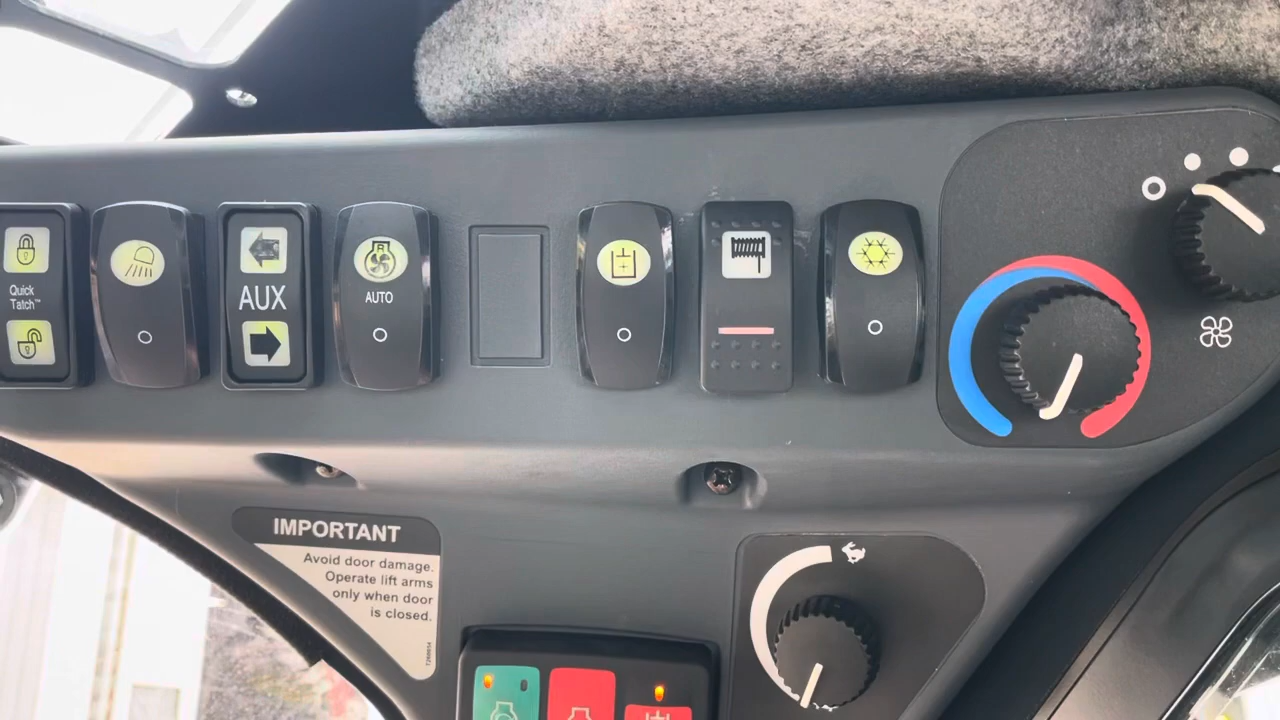 Quick
Tatch™
AUX
R
AUTO
IMPORTANT
Avoid door damage.
Operate lift arms
only when door
is closed.